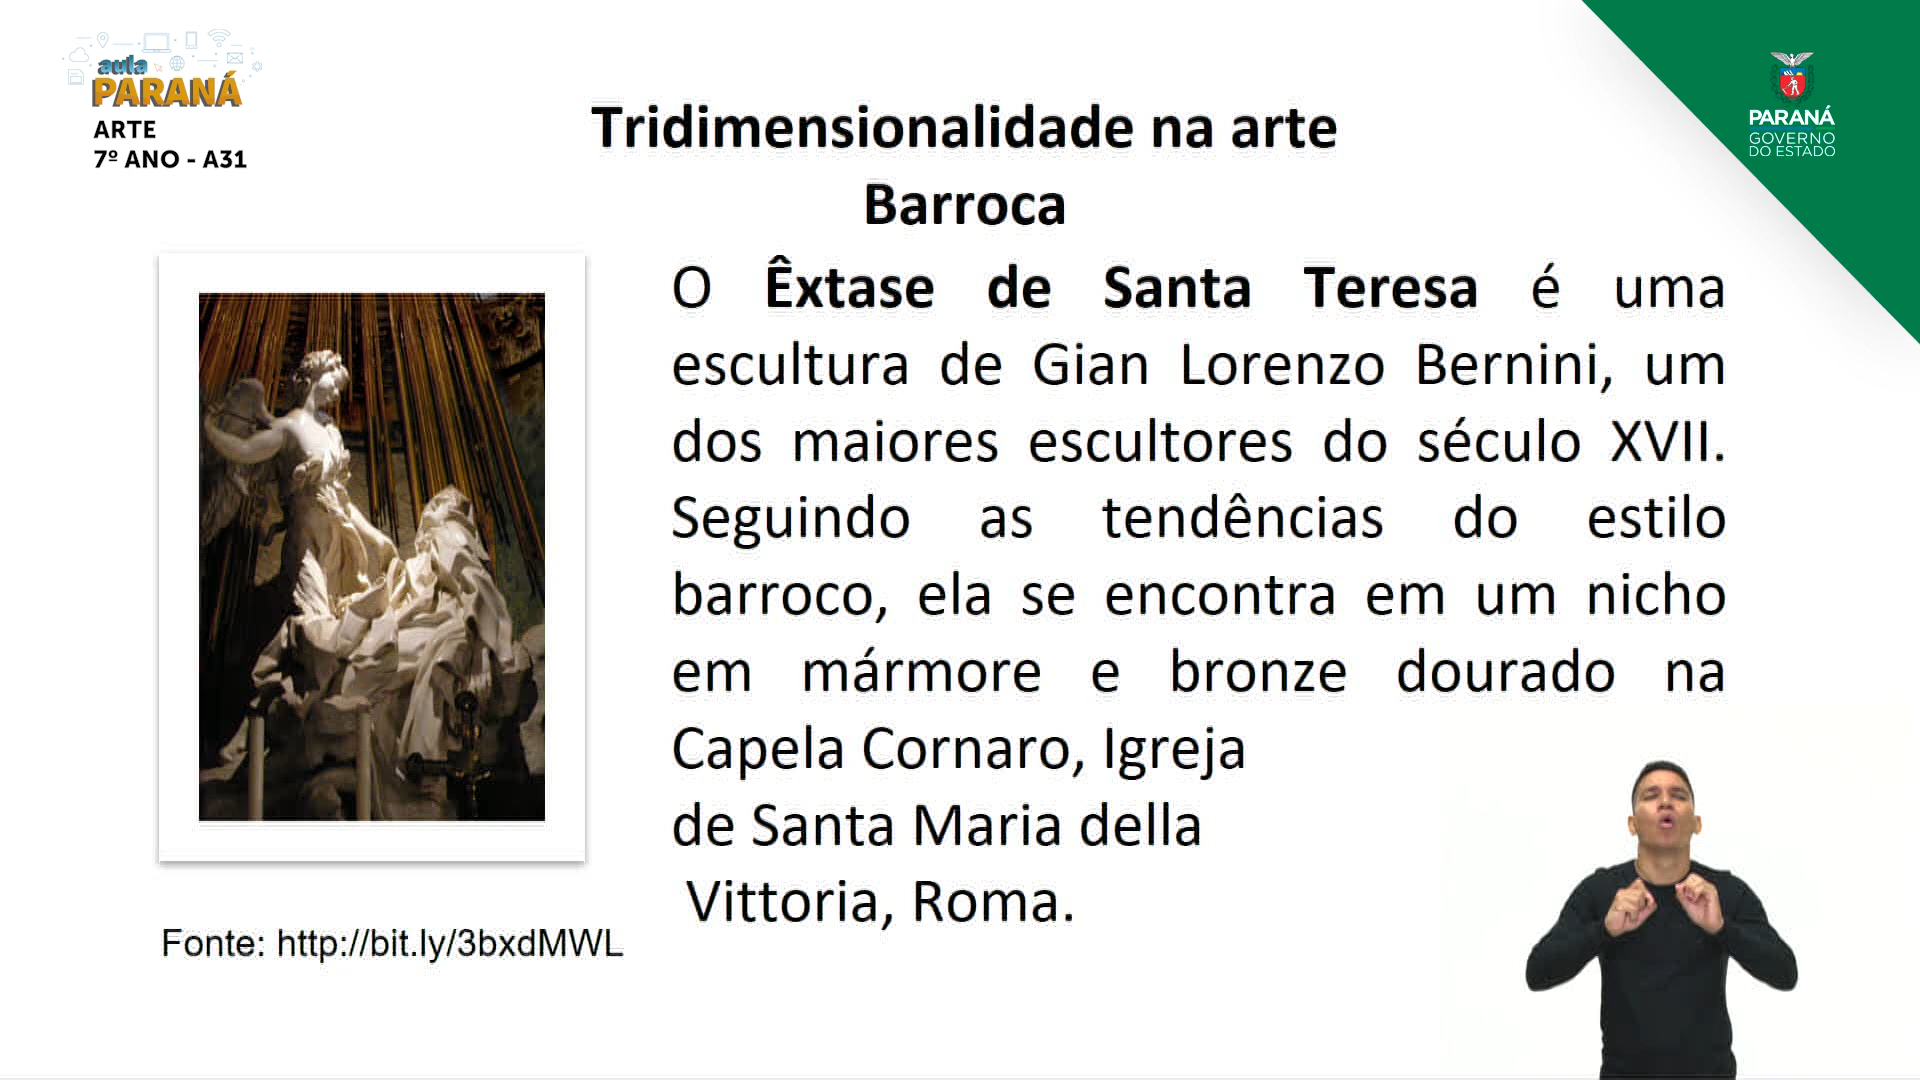 aula
PARANÁ
ARTE
7º ANO - A31
PARANÁ
GOVERNO
DO ESTADO
Tridimensionalidade na arte
Barroca
O Êxtase de Santa Teresa é uma
escultura de Gian Lorenzo Bernini, um
dos maiores escultores do século XVII.
Seguindo as tendências do estilo
barroco, ela se encontra em um nicho
em mármore e bronze dourado na
Capela Cornaro, Igreja
de Santa Maria della
Vittoria, Roma.
Fonte: http://bit.ly/3bxdMWL